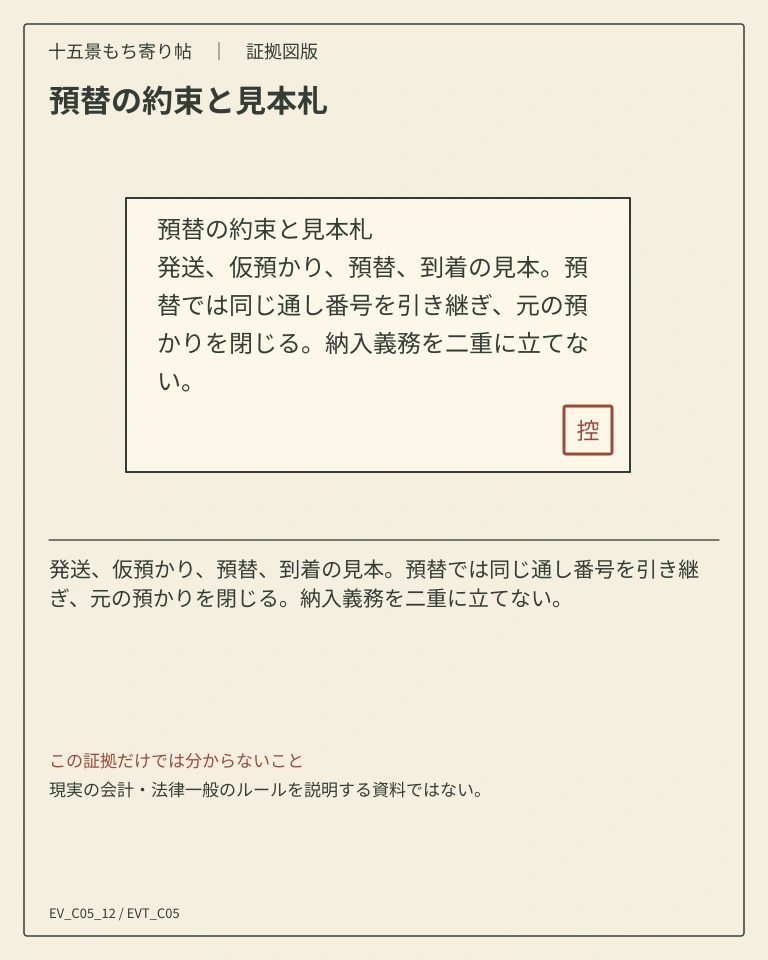 十五景もち寄り帖 | 証拠図版
預替の約束と見本札
預替の約束と見本札
発送、仮預かり、預替、到着の見本。預
替では同じ通し番号を引き継ぎ、元の預
かりを閉じる。納入義務を二重に立てな
い。
控
発送、仮預かり、預替、到着の見本。預替では同じ通し番号を引き継
ぎ、元の預かりを閉じる。納入義務を二重に立てない。
この証拠だけでは分からないこと
現実の会計・法律一般のルールを説明する資料ではない。
EV_C05_12 / EVT_C05